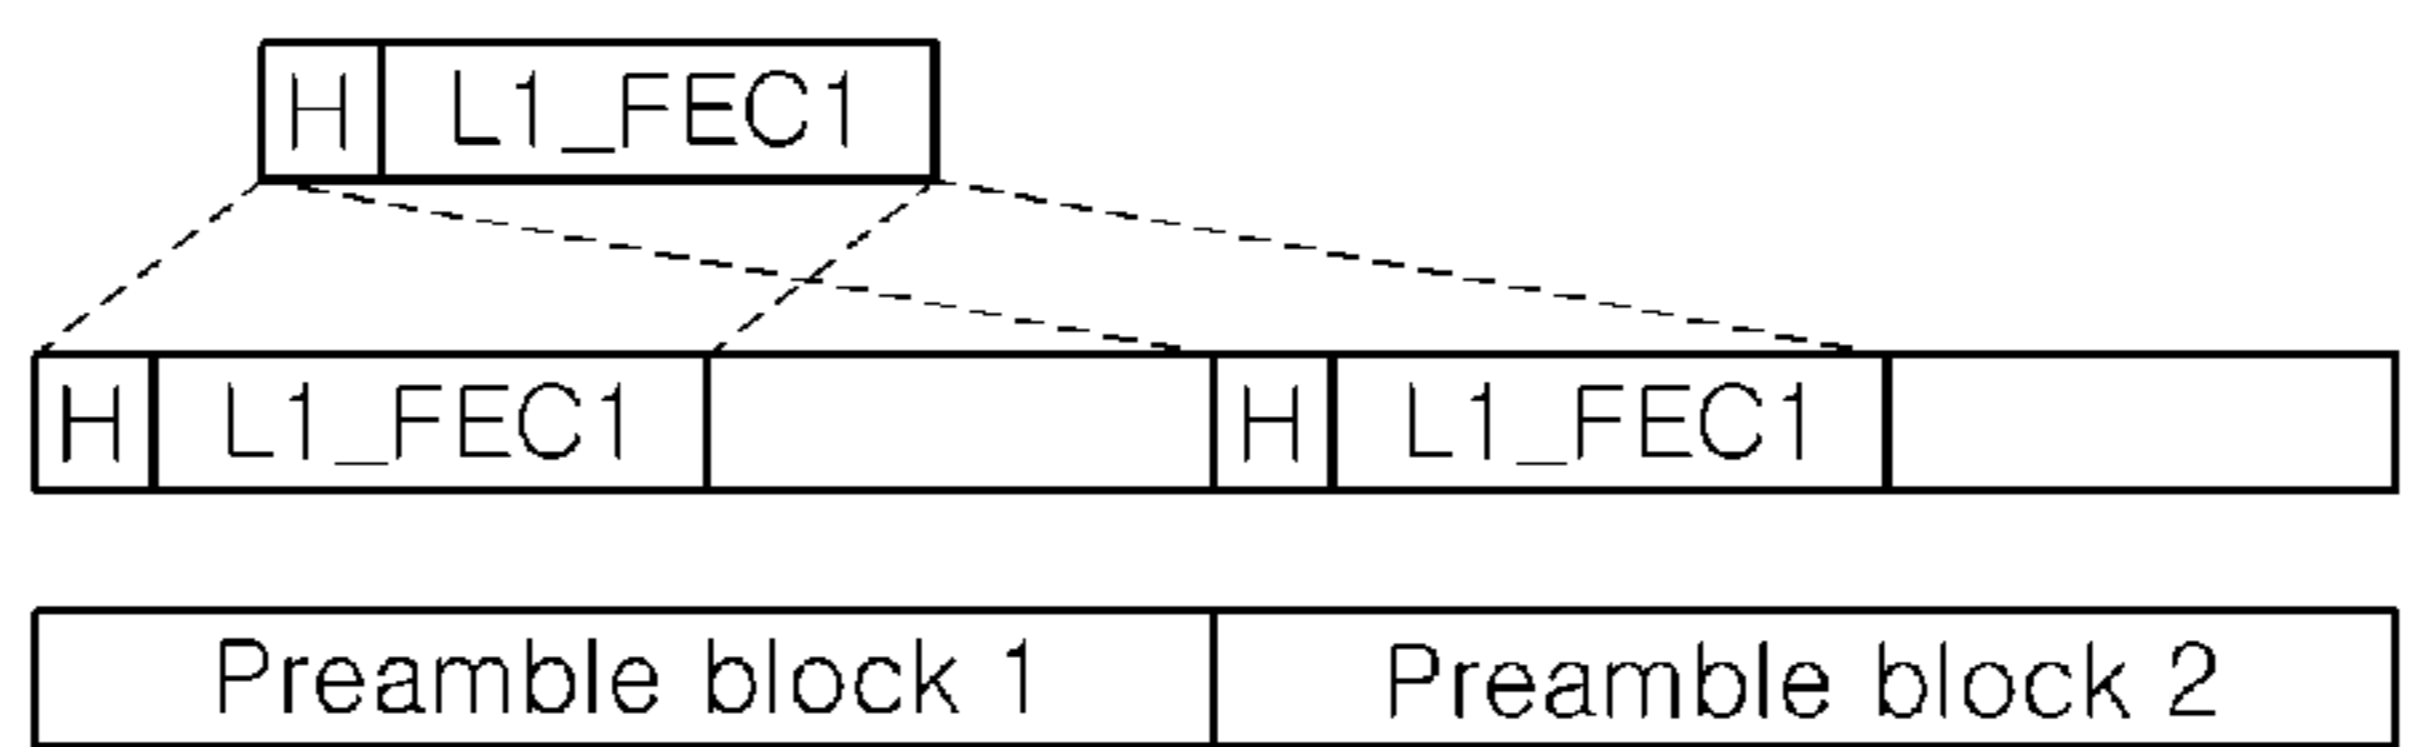 H L1_FEC1
H L1_FEC1 H L1_FEC1
Preamble block 1 Preamble block 2